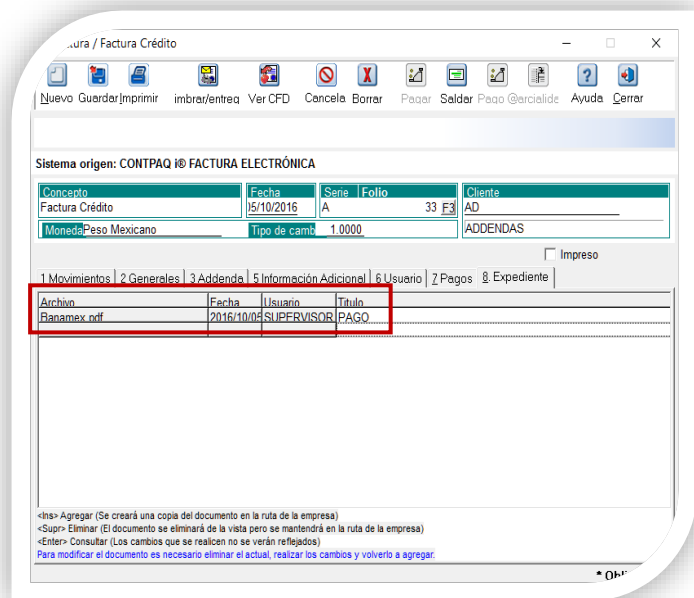 ura / Factura Crédito
Nuevo Guardar Imprimir imbrar/entreg Ver CFD Cancela Borrar Pagar Saldar Pago @arcialide Ayuda Cerrar
Sistema origen: CONTPAQ i® FACTURA ELECTRÓNICA
Concepto Fecha Serie Folio Cliente
Factura Crédito 05/10/2016 A 33 F3 AD
Moneda Peso Mexicano Tipo de camb 1.0000 ADDENDAS
Impreso
1 Movimientos 2 Generales 3 Addenda 5 Información Adicional 6 Usuario 7 Pagos 8. Expediente
Archivo Fecha Usuario Titulo
Banamex.pdf 2016/10/05 SUPERVISOR PAGO
<Ins> Agregar (Se creará una copia del documento en la ruta de la empresa)
<Supr> Eliminar (El documento se eliminará de la vista pero se mantendrá en la ruta de la empresa)
<Enter> Consultar (Los cambios que se realicen no se verán reflejados)
Para modificar el documento es necesario eliminar el actual, realizar los cambios y volverlo a agregar.